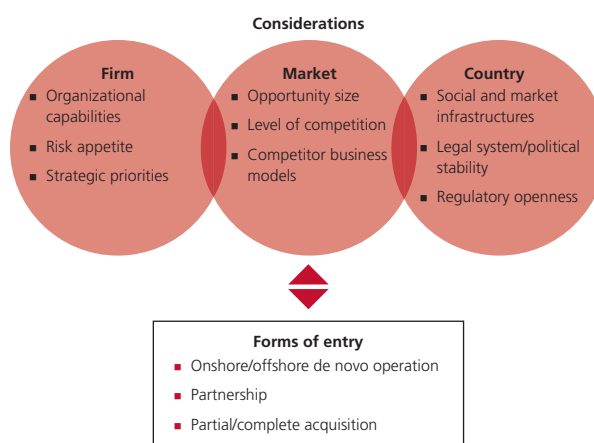 Considerations
Firm
■ Organizational
capabilities
■ Risk appetite
■ Strategic priorities
Market
■ Opportunity size
■ Level of competition
■ Competitor business
models
Country
■ Social and market
infrastructures
■ Legal system/political
stability
■ Regulatory openness
Forms of entry
■ Onshore/offshore de novo operation
■ Partnership
■ Partial/complete acquisition